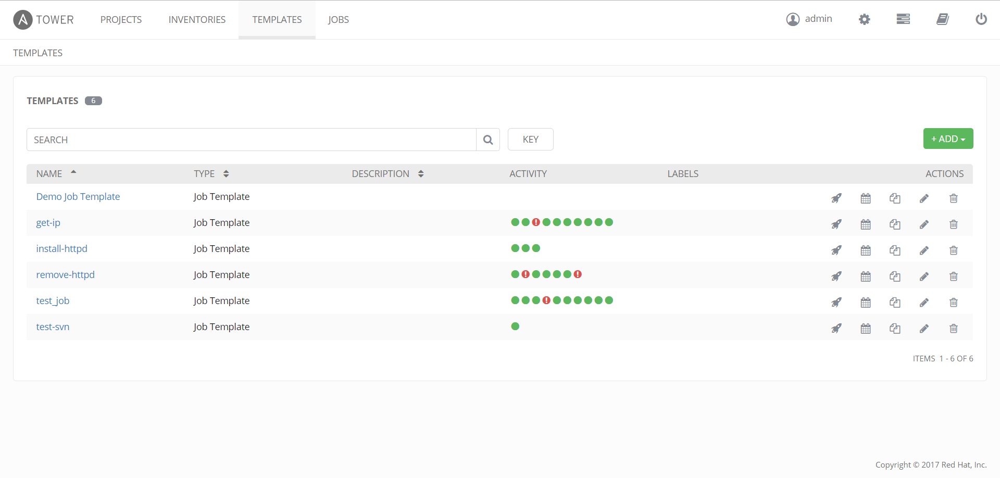 TOWER PROJECTS INVENTORIES TEMPLATES JOBS admin
TEMPLATES
TEMPLATES 6
SEARCH KEY + ADD
NAME TYPE DESCRIPTION ACTIVITY LABELS ACTIONS
Demo Job Template Job Template
get-ip Job Template
install-httpd Job Template
remove-httpd Job Template
test_job Job Template
test-svn Job Template
ITEMS 1 - 6 OF 6
Copyright © 2017 Red Hat, Inc.